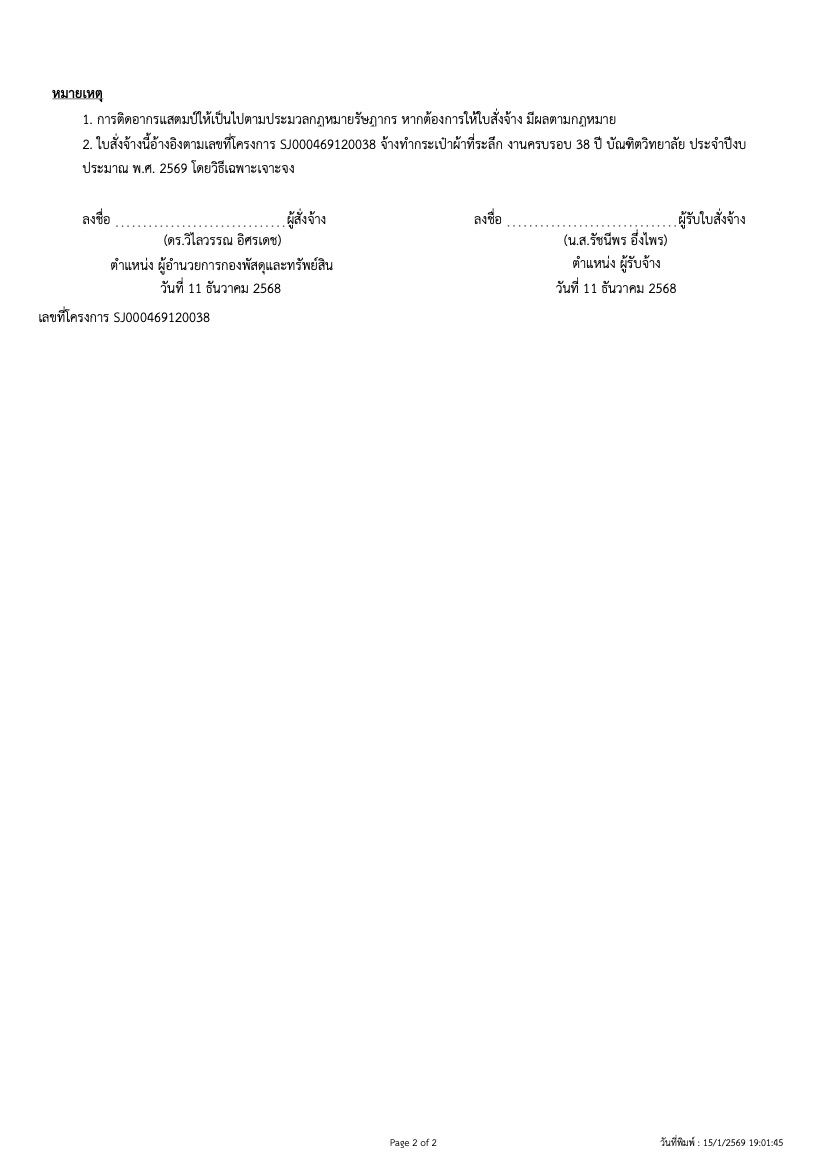 หมายเหตุ
1. การติดอากรแสตมป์ให้เป็นไปตามประมวลกฎหมายรัษฎากร หากต้องการให้ใบสั่งจ้าง มีผลตามกฎหมาย
2. ใบสั่งจ้างนี้อ้างอิงตามเลขที่โครงการ SJ000469120038 จ้างทำกระเป๋าผ้าที่ระลึก งานครบรอบ 38 ปี บัณฑิตวิทยาลัย ประจำปีงบ
ประมาณ พ.ศ. 2569 โดยวิธีเฉพาะเจาะจง
ลงชื่อ ............................... ผู้สั่งจ้าง ลงชื่อ ............................... ผู้รับใบสั่งจ้าง
(ดร.วิไลวรรณ อิศรเดช) (น.ส.รัชนีพร อึ่งไพร)
ตำแหน่ง ผู้อำนวยการกองพัสดุและทรัพย์สิน ตำแหน่ง ผู้รับจ้าง
วันที่ 11 ธันวาคม 2568 วันที่ 11 ธันวาคม 2568
เลขที่โครงการ SJ000469120038
Page 2 of 2 วันที่พิมพ์ : 15/1/2569 19:01:45